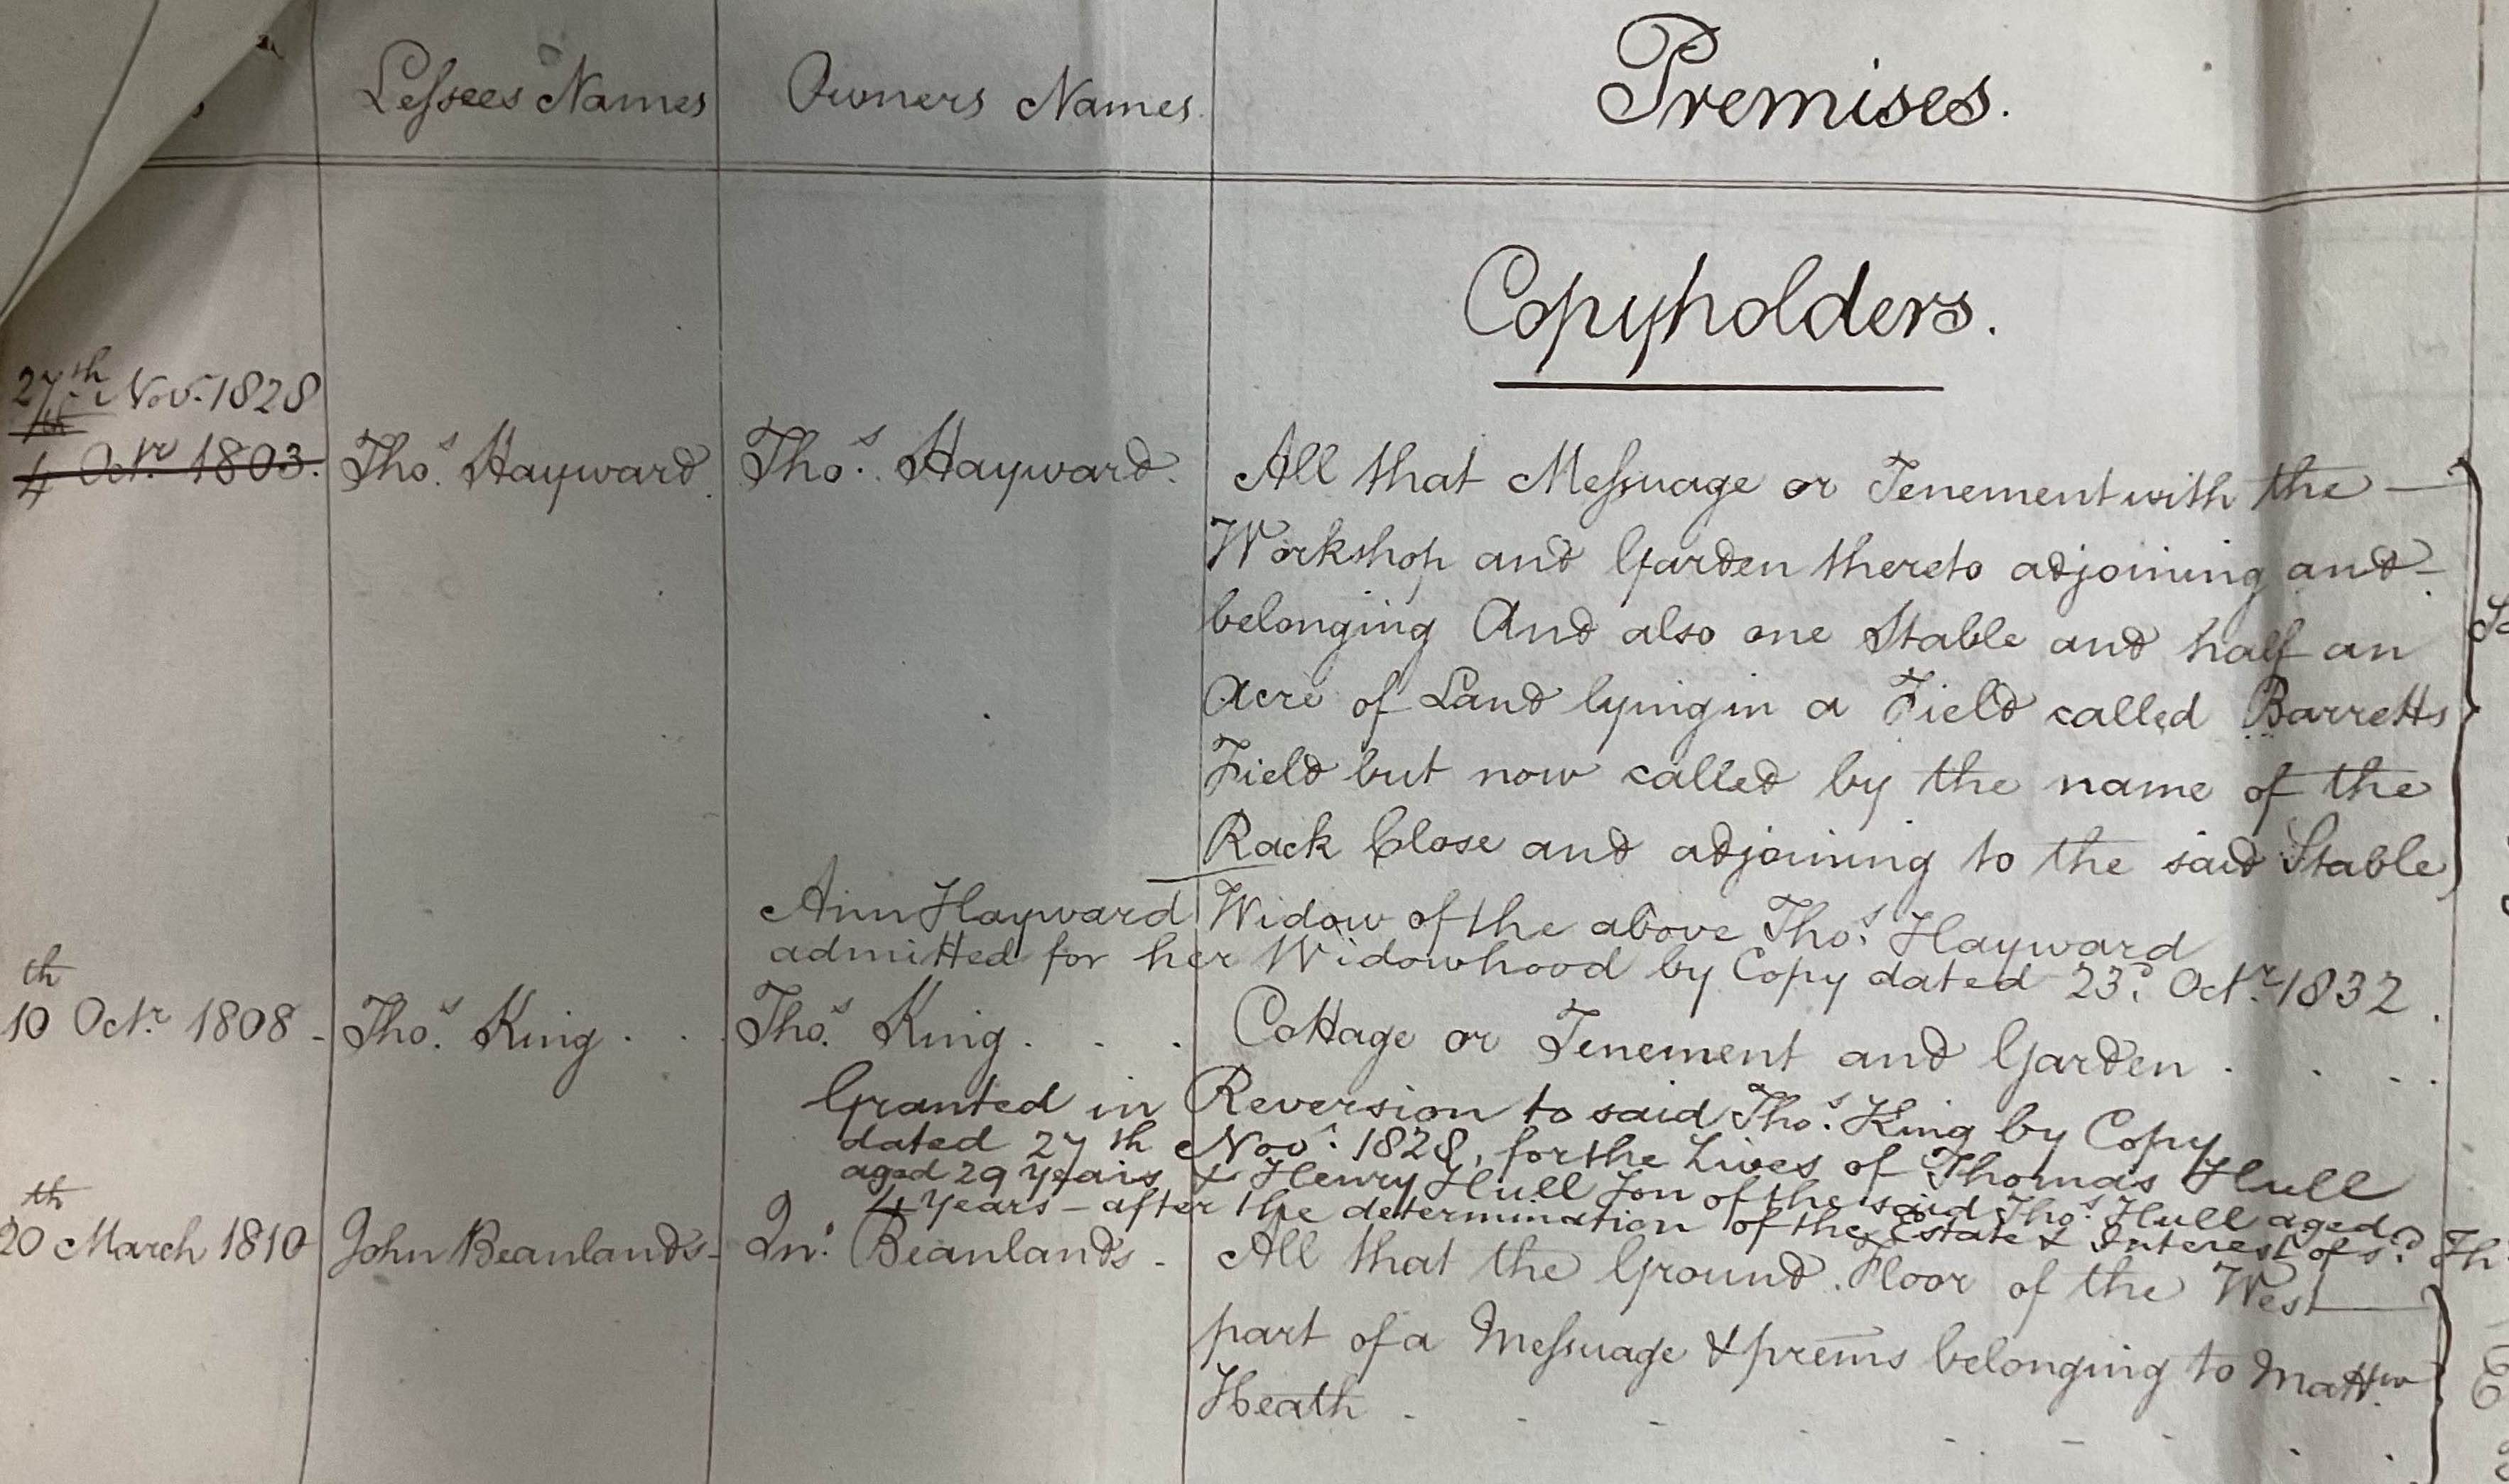 Lessees Names Owners Names Premises.
Copyholders.
27th Nov. 1828
4th Octr. 1803. Thos. Hayward. Thos. Hayward. All that Messuage or Tenement with the
Workshop and Garden thereto adjoining and
belonging And also one Stable and half an
Acre of Land lying in a Field called Barretts
Field but now called by the name of the
Rack Close and adjoining to the said Stable
Ann Hayward Widow of the above Thos. Hayward
admitted for her Widowhood by Copy dated 23d. Octr. 1832.
10th Octr. 1808 - Thos. King . . Thos. King . . . Cottage or Tenement and Garden . . . .
Granted in Reversion to said Thos. King by Copy
dated 27th Novr. 1828, for the Lives of Thomas Hull
aged 29 years & Henry Hull Son of the said Thos. Hull aged
4 years - after the determination of the Estate & Interest of sd. Th
20th March 1810 John Beanlands - Jn: Beanlands - All that the Ground Floor of the West
part of a Messuage & prems belonging to Mattw.
Heath . - - -